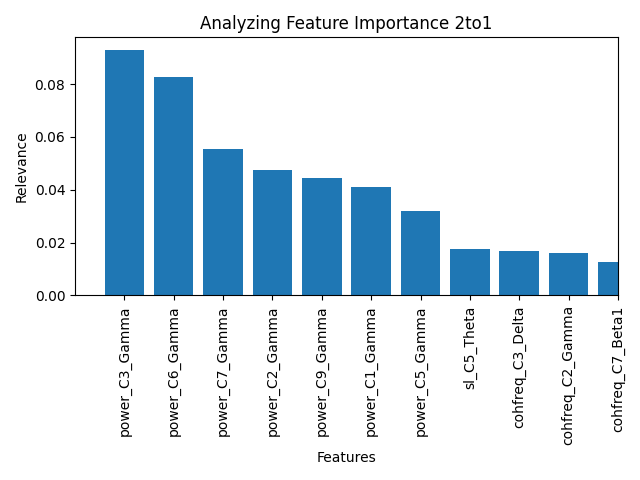 Analyzing Feature Importance 2to1
Relevance
0.08
0.06
0.04
0.02
0.00
power_C3_Gamma
power_C6_Gamma
power_C7_Gamma
power_C2_Gamma
power_C9_Gamma
power_C1_Gamma
power_C5_Gamma
sl_C5_Theta
cohfreq_C3_Delta
cohfreq_C2_Gamma
cohfreq_C7_Beta1
Features